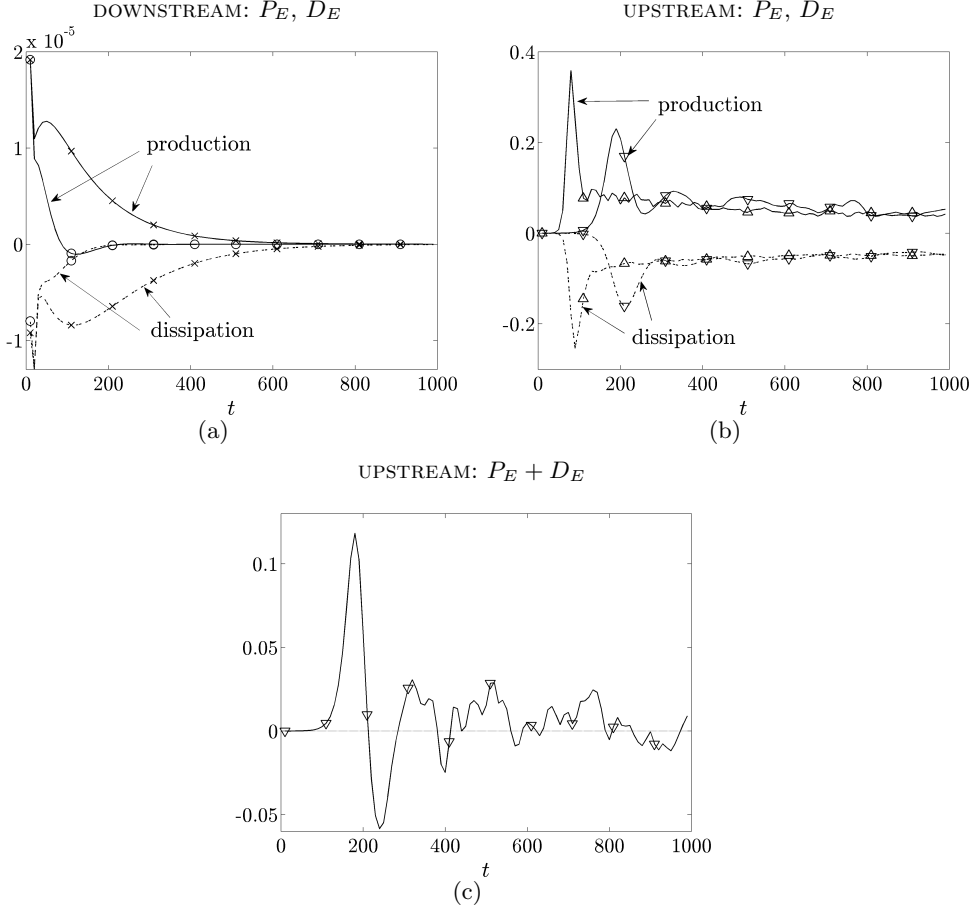 DOWNSTREAM: P_E, D_E
UPSTREAM: P_E, D_E
2
x 10^-5
production
1
0
dissipation
-1
0
200
400
600
800
1000
t
(a)
0.4
production
0.2
0
-0.2
dissipation
0
200
400
600
800
1000
t
(b)
UPSTREAM: P_E + D_E
0.1
0.05
0
-0.05
0
200
400
600
800
1000
t
(c)